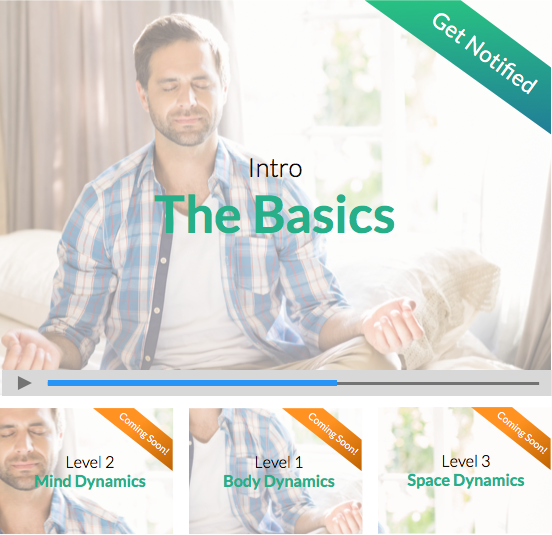 Get Notified
Intro
The Basics
Coming Soon!
Level 2
Mind Dynamics
Coming Soon!
Level 1
Body Dynamics
Coming Soon!
Level 3
Space Dynamics